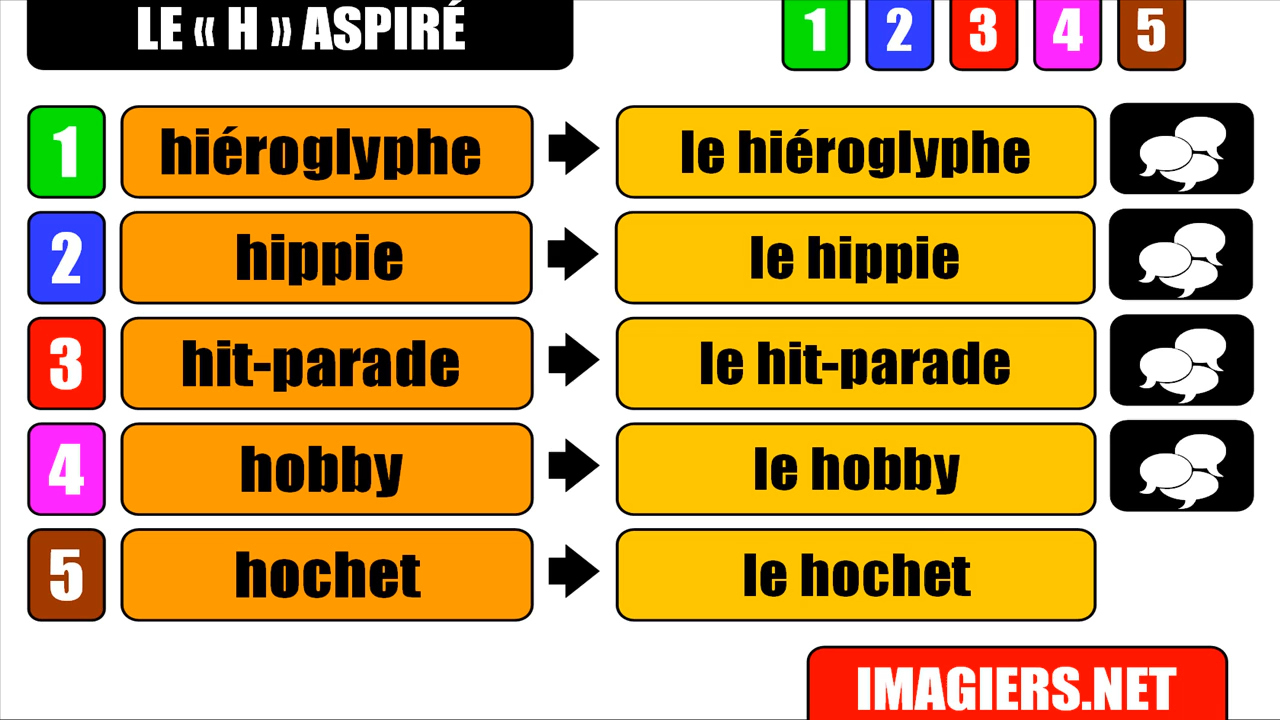 LE « H » ASPIRÉ
1 2 3 4 5
1 hiéroglyphe le hiéroglyphe
2 hippie le hippie
3 hit-parade le hit-parade
4 hobby le hobby
5 hochet le hochet
IMAGIERS.NET